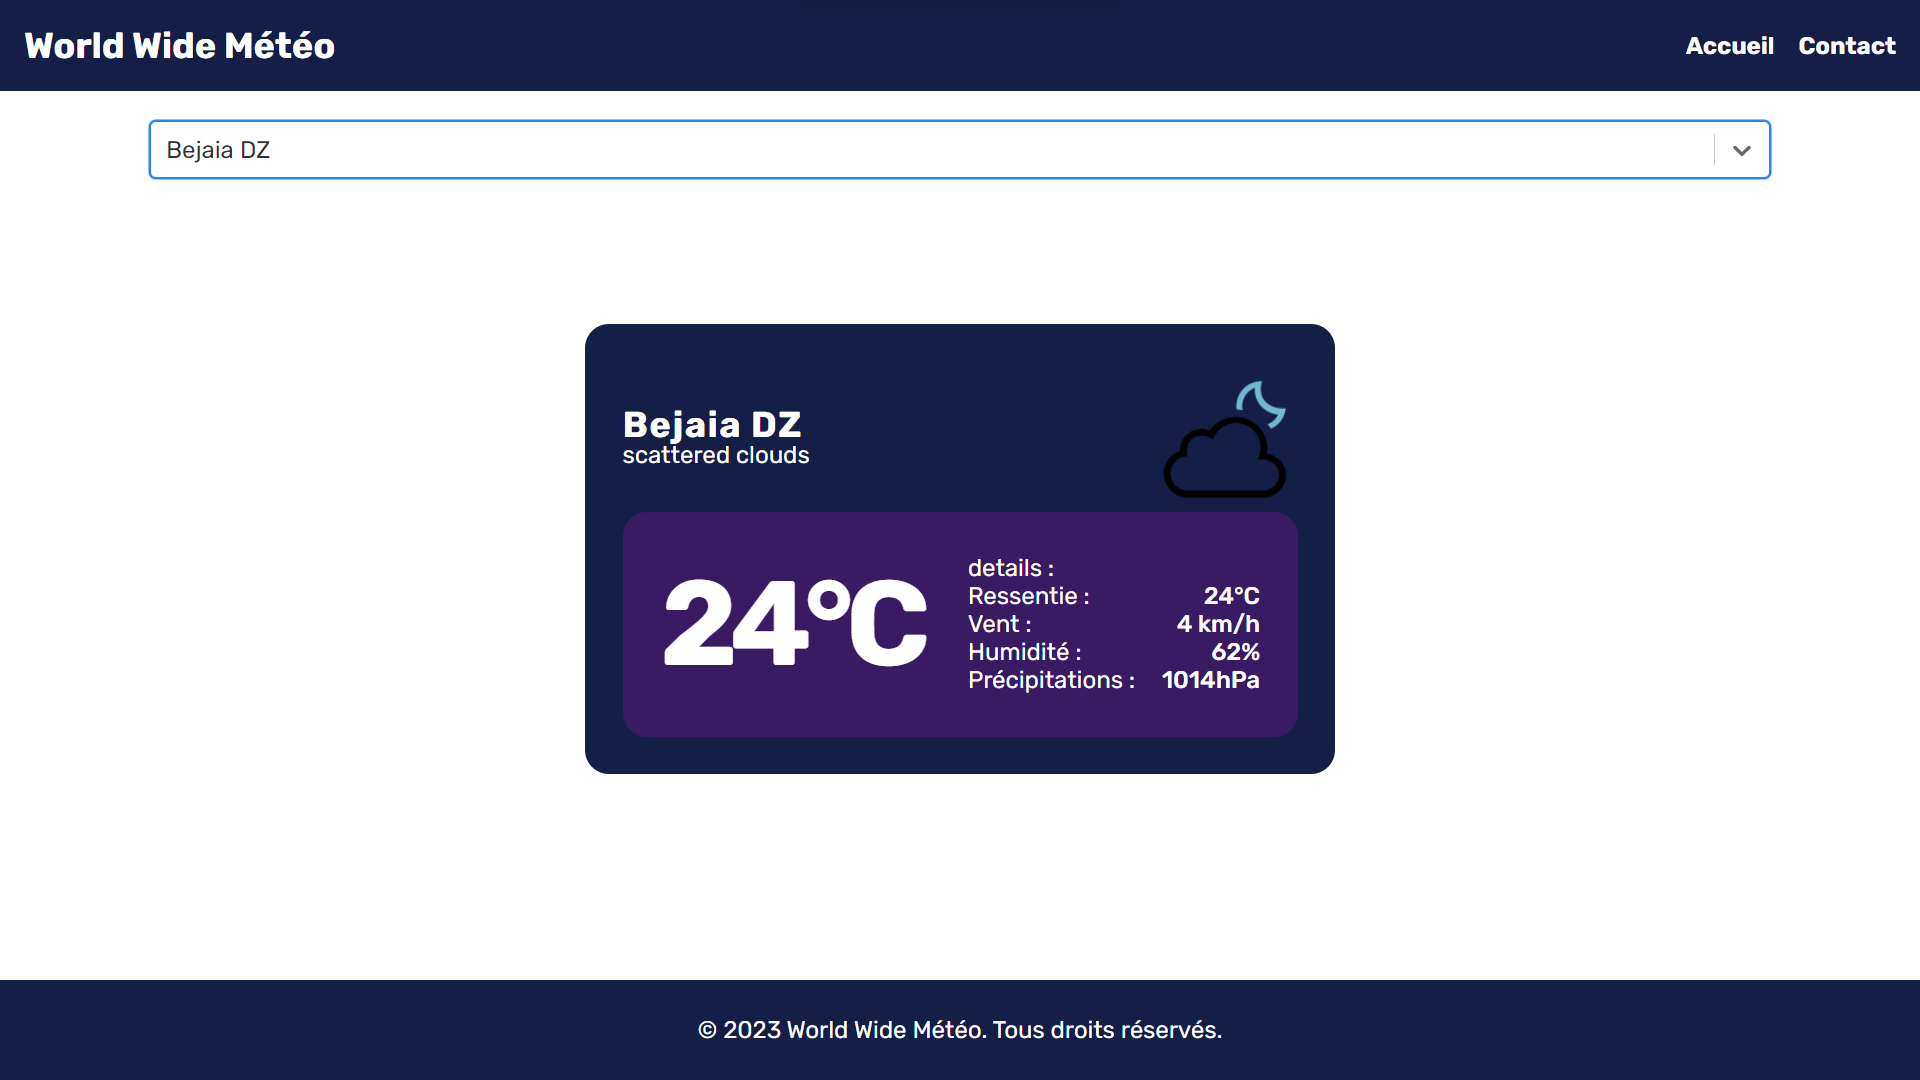 World Wide Météo
Accueil Contact
Bejaia DZ
Bejaia DZ
scattered clouds
24°C
details :
Ressentie : 24°C
Vent : 4 km/h
Humidité : 62%
Précipitations : 1014hPa
© 2023 World Wide Météo. Tous droits réservés.